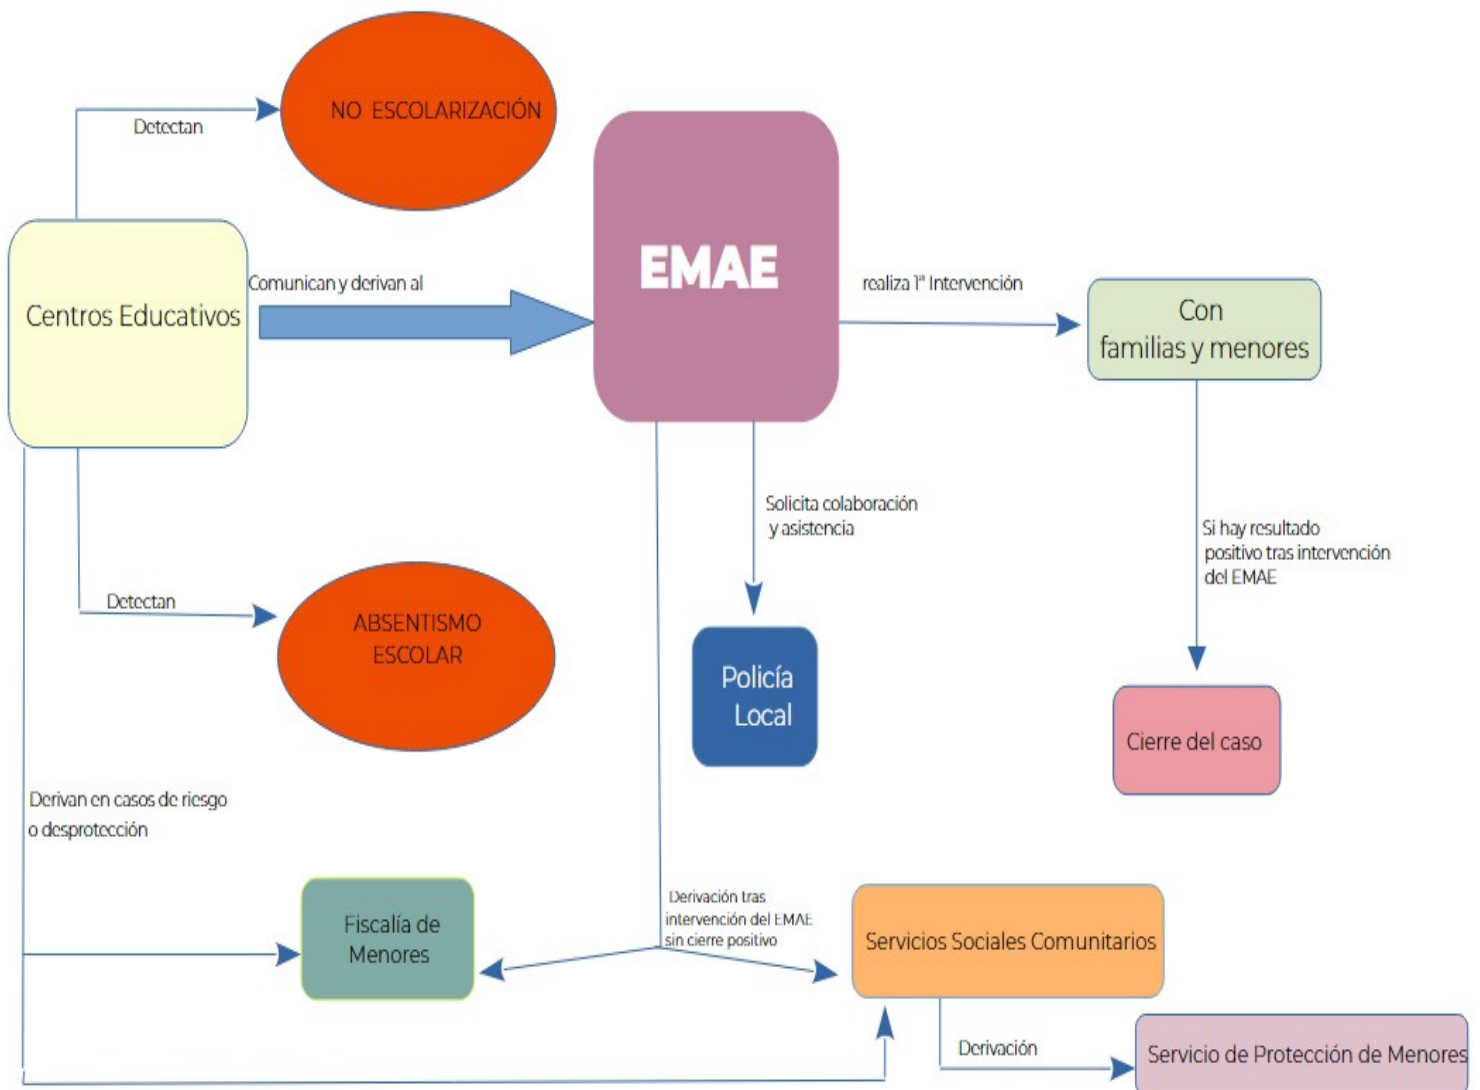 NO ESCOLARIZACIÓN
Detectan
Centros Educativos
Comunican y derivan al
EMAE
realiza 1ª Intervención
Con
familias y menores
Solicita colaboración
y asistencia
Si hay resultado
positivo tras intervención
del EMAE
Detectan
ABSENTISMO
ESCOLAR
Policía
Local
Cierre del caso
Derivan en casos de riesgo
o desprotección
Fiscalía de
Menores
Derivación tras
intervención del EMAE
sin cierre positivo
Servicios Sociales Comunitarios
Derivación
Servicio de Protección de Menores